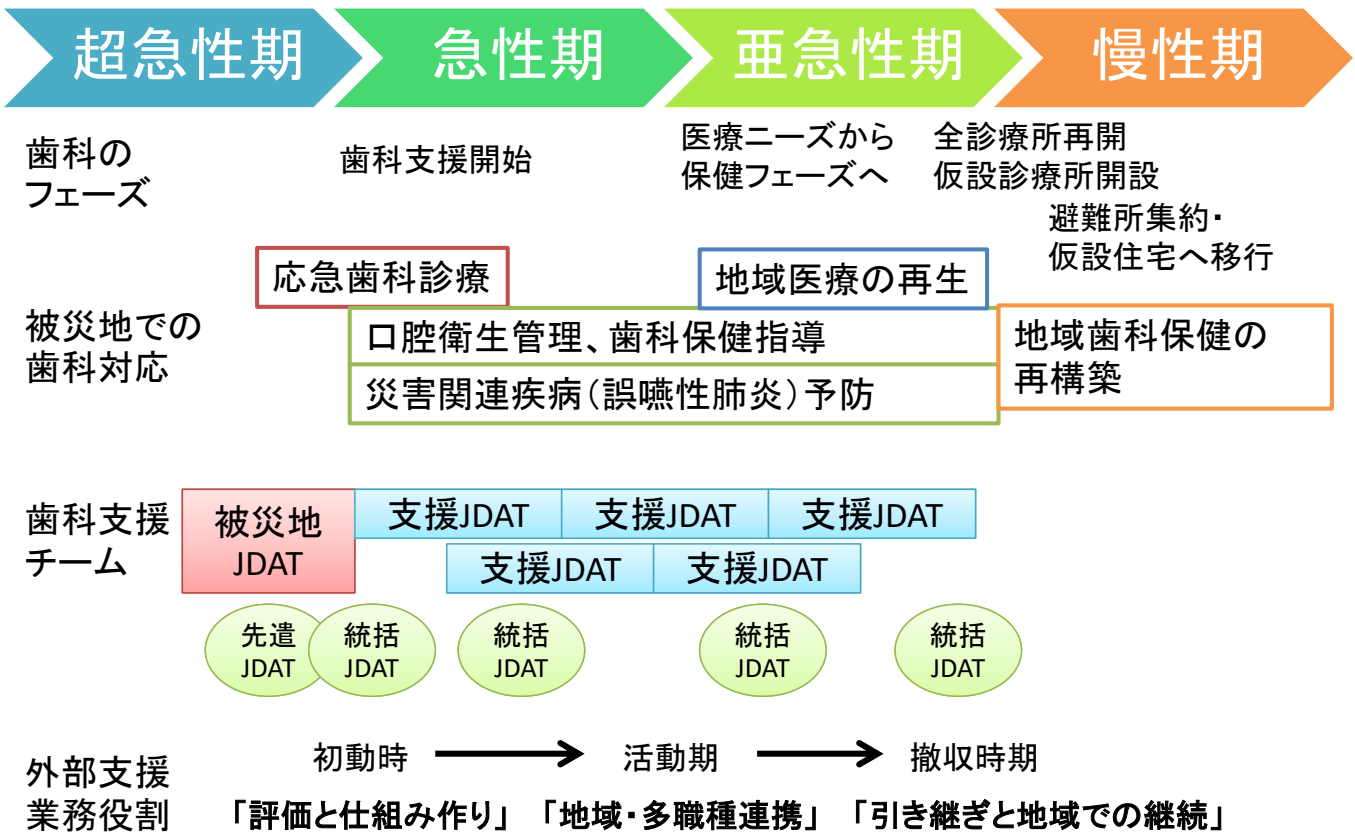 超急性期
急性期
亜急性期
慢性期
歯科の
フェーズ
歯科支援開始
医療ニーズから
保健フェーズへ
全診療所再開
仮設診療所開設
避難所集約・
仮設住宅へ移行
被災地での
歯科対応
応急歯科診療
地域医療の再生
口腔衛生管理、歯科保健指導
災害関連疾病(誤嚥性肺炎)予防
地域歯科保健の
再構築
歯科支援
チーム
被災地
JDAT
支援JDAT
支援JDAT
支援JDAT
支援JDAT
支援JDAT
先遣
JDAT
統括
JDAT
統括
JDAT
統括
JDAT
統括
JDAT
外部支援
業務役割
初動時
活動期
撤収時期
「評価と仕組み作り」
「地域・多職種連携」
「引き継ぎと地域での継続」